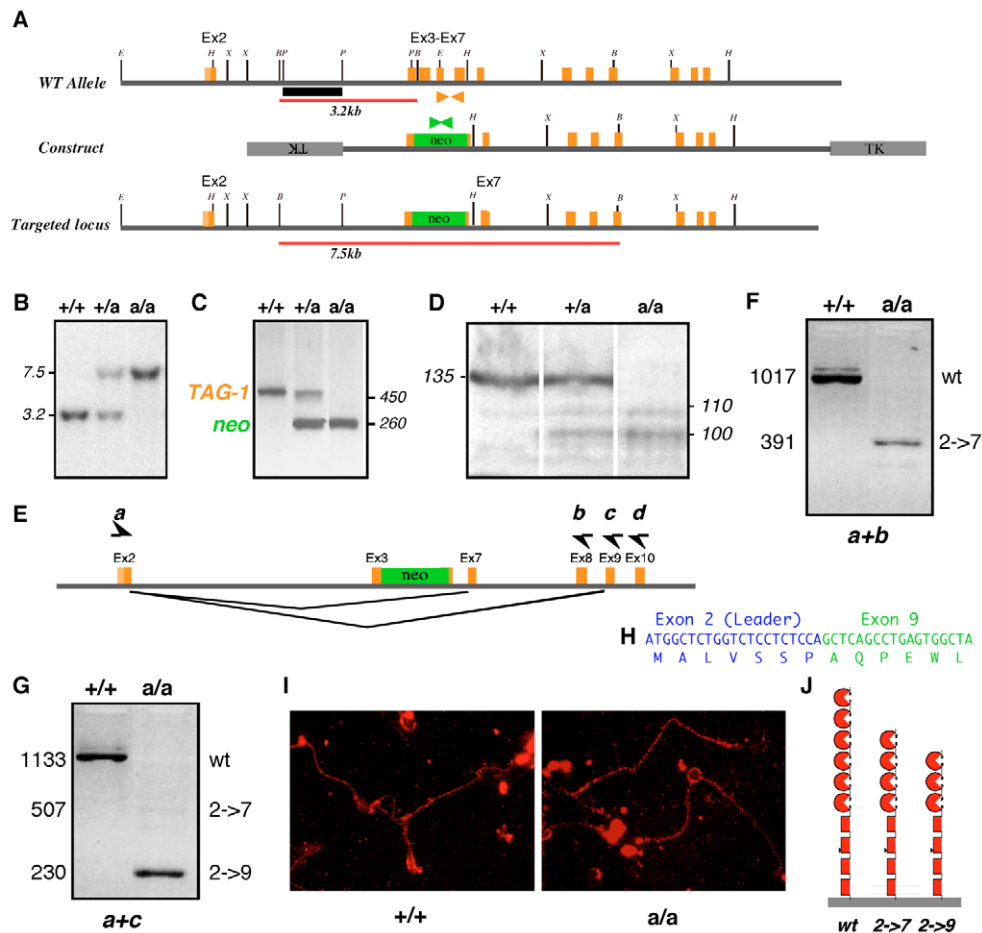 A
Ex2 Ex3-Ex7
E H X X B P P P B E H X B X H
WT Allele
3.2kb
H X B X H
Construct TK neo TK
Ex2 Ex7
E H X X B P H X B X H
Targeted locus neo
7.5kb
B
+/+ +/a a/a
7.5
3.2
C
+/+ +/a a/a
TAG-1 450
neo 260
D
+/+ +/a a/a
135
110
100
F
+/+ a/a
1017 wt
391 2->7
a+b
E
a b c d
Ex2 Ex3 neo Ex7 Ex8 Ex9 Ex10
H
Exon 2 (Leader) Exon 9
ATGGCTCTGGTCTCCTCTCCAGCTCAGCCTGAGTGGCTA
M A L V S S P A Q P E W L
G
+/+ a/a
1133 wt
507 2->7
230 2->9
a+c
I
+/+ a/a
J
wt 2->7 2->9